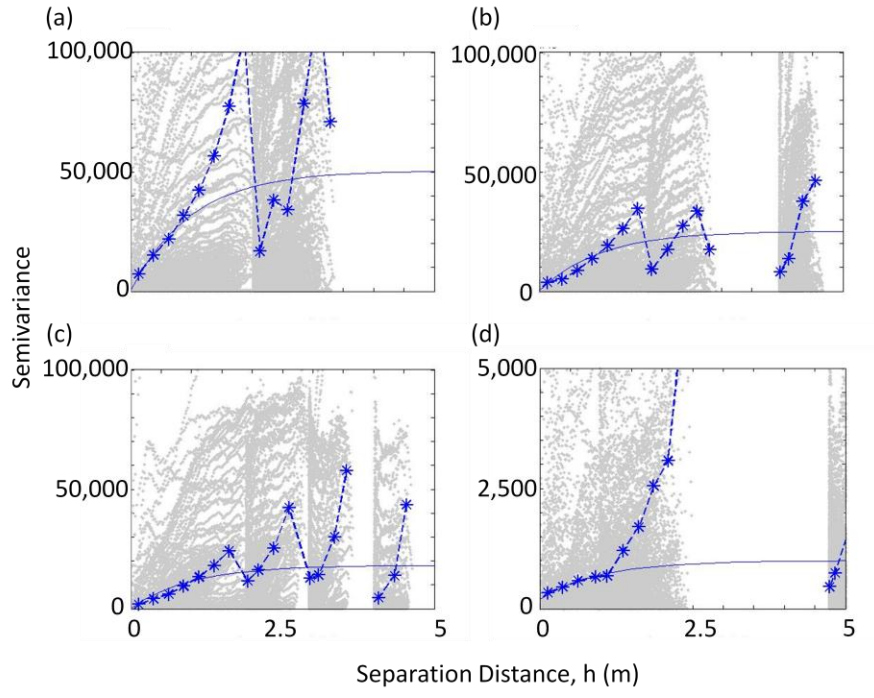 (a) (b)
100,000 100,000
50,000 50,000
0 0
(c) (d)
100,000 5,000
50,000 2,500
0 0
0 2.5 5 0 2.5 5
Semivariance
Separation Distance, h (m)